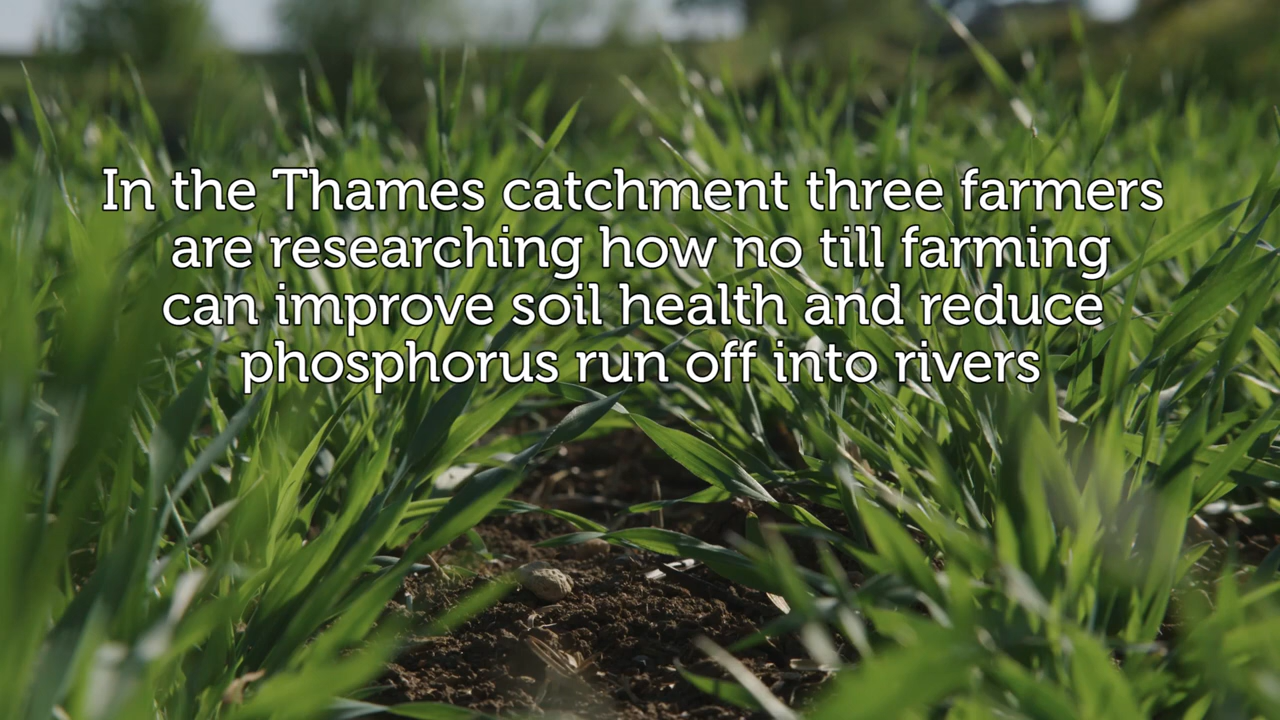 In the Thames catchment three farmers
are researching how no till farming
can improve soil health and reduce
phosphorus run off into rivers